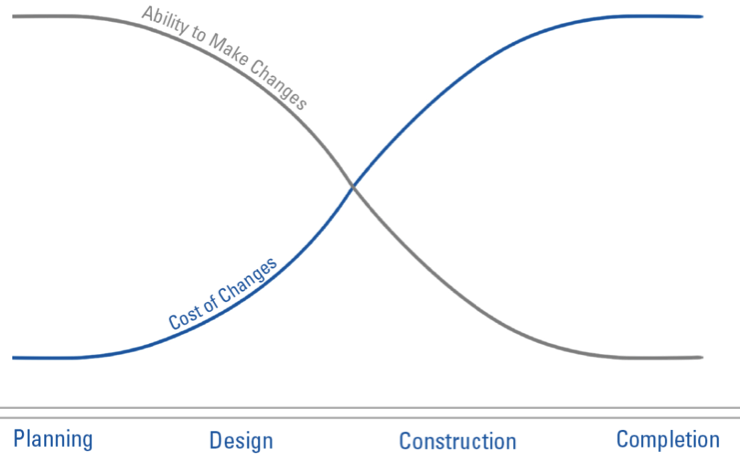 Ability to Make Changes
Cost of Changes
Planning
Design
Construction
Completion